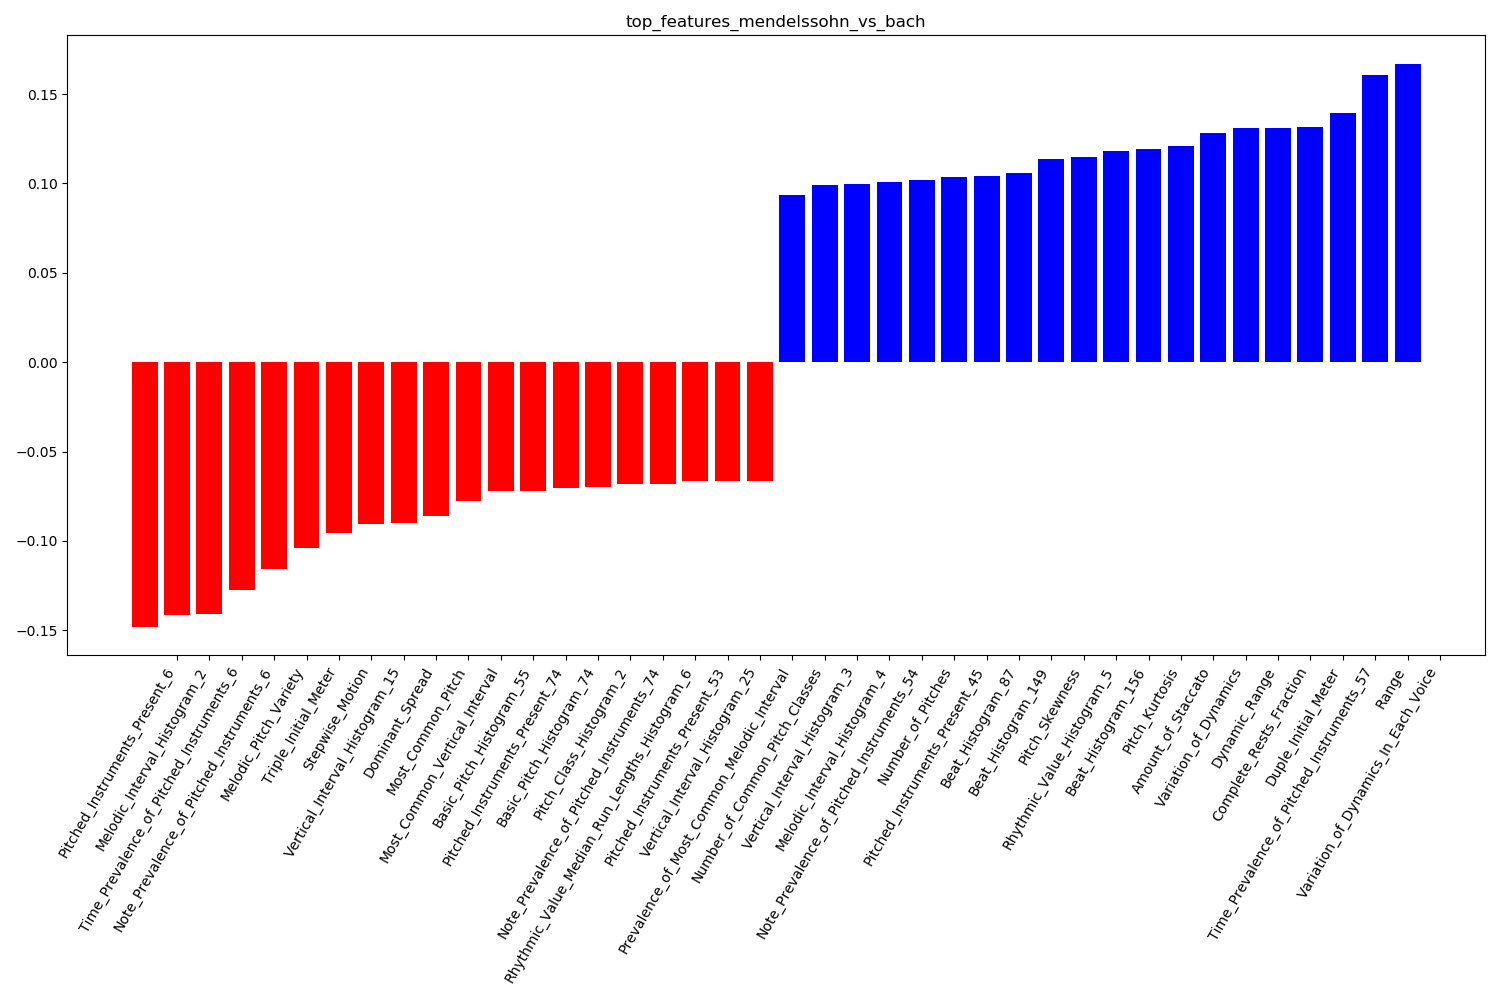 top_features_mendelssohn_vs_bach
0.15
0.10
0.05
0.00
−0.05
−0.10
−0.15
Pitched_Instruments_Present_6
Melodic_Interval_Histogram_2
Time_Prevalence_of_Pitched_Instruments_6
Note_Prevalence_of_Pitched_Instruments_6
Melodic_Pitch_Variety
Triple_Initial_Meter
Stepwise_Motion
Vertical_Interval_Histogram_15
Dominant_Spread
Most_Common_Pitch
Most_Common_Vertical_Interval
Basic_Pitch_Histogram_55
Pitched_Instruments_Present_74
Basic_Pitch_Histogram_74
Pitch_Class_Histogram_2
Note_Prevalence_of_Pitched_Instruments_74
Rhythmic_Value_Median_Run_Lengths_Histogram_6
Pitched_Instruments_Present_53
Vertical_Interval_Histogram_25
Prevalence_of_Most_Common_Melodic_Interval
Number_of_Common_Pitch_Classes
Vertical_Interval_Histogram_3
Melodic_Interval_Histogram_4
Note_Prevalence_of_Pitched_Instruments_54
Number_of_Pitches
Pitched_Instruments_Present_45
Beat_Histogram_87
Beat_Histogram_149
Pitch_Skewness
Rhythmic_Value_Histogram_5
Beat_Histogram_156
Pitch_Kurtosis
Amount_of_Staccato
Variation_of_Dynamics
Dynamic_Range
Complete_Rests_Fraction
Duple_Initial_Meter
Time_Prevalence_of_Pitched_Instruments_57
Range
Variation_of_Dynamics_In_Each_Voice